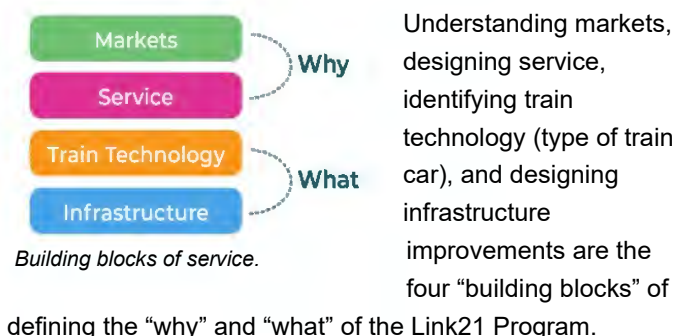 Markets
Service
Train Technology
Infrastructure
Why
What
Building blocks of service.
Understanding markets,
designing service,
identifying train
technology (type of train
car), and designing
infrastructure
improvements are the
four “building blocks” of
defining the “why” and “what” of the Link21 Program.